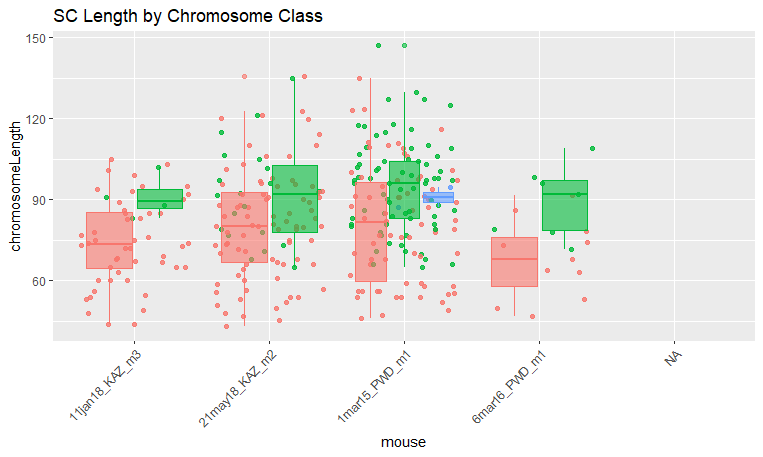 SC Length by Chromosome Class
150
120
90
60
chromosomeLength
11jan18_KAZ_m3
21may18_KAZ_m2
1mar15_PWD_m1
6mar16_PWD_m1
NA
mouse